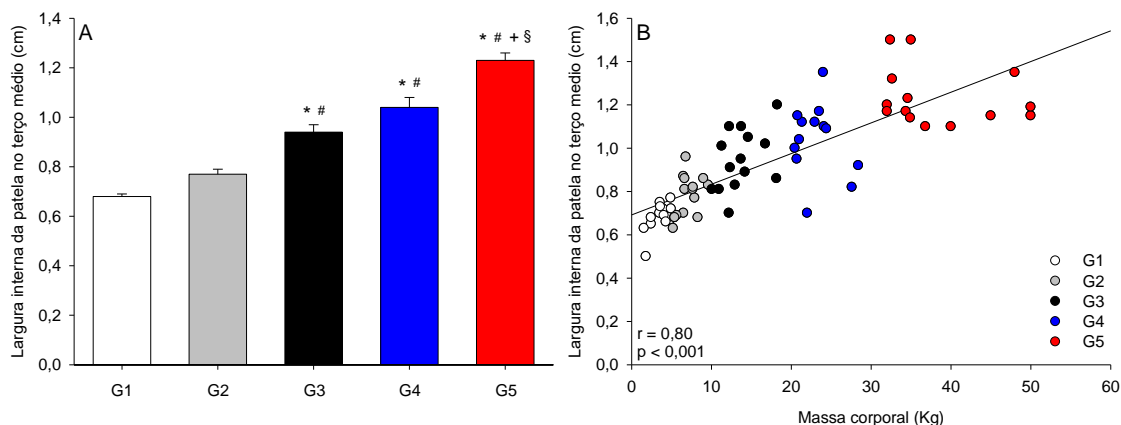 A
Largura interna da patela no terço médio (cm)
1,4
1,2
1,0
0,8
0,6
0,4
0,2
0,0
* #
* #
* # + §
G1
G2
G3
G4
G5
B
Largura interna da patela no terço medio (cm)
1,6
1,4
1,2
1,0
0,8
0,6
0,4
0,2
0,0
r = 0,80
p < 0,001
G1
G2
G3
G4
G5
0
10
20
30
40
50
60
Massa corporal (Kg)